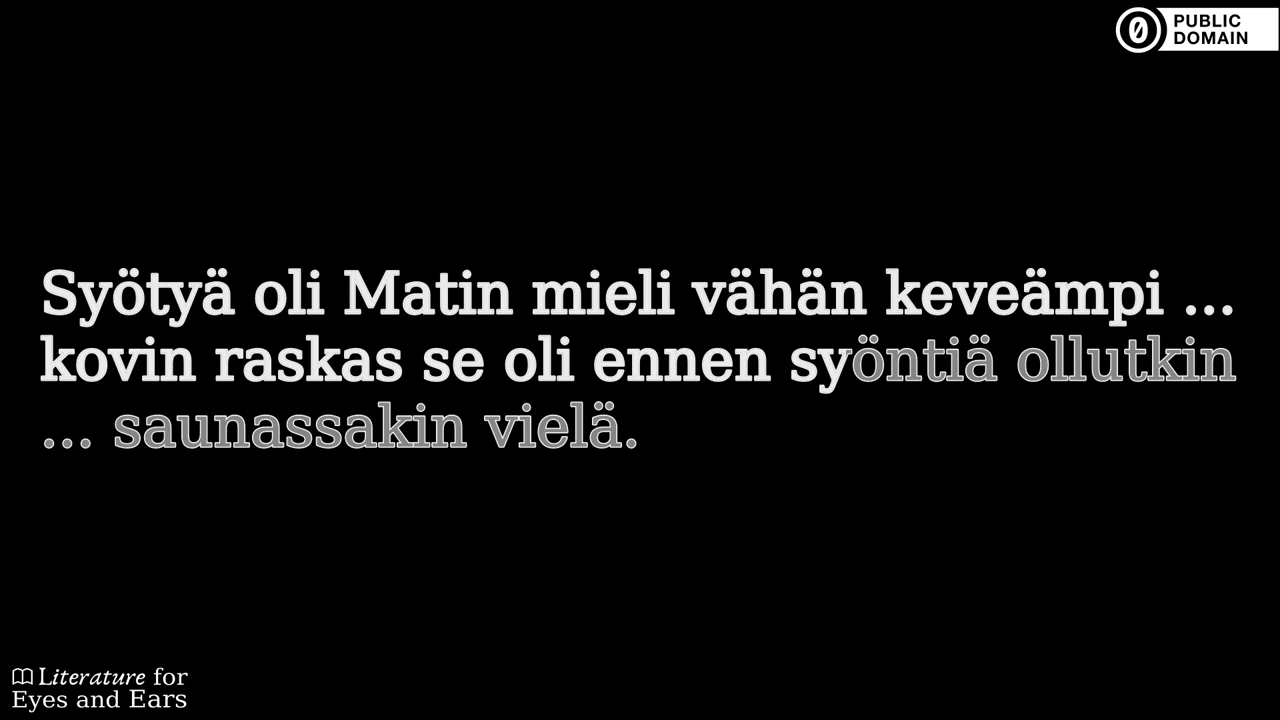 PUBLIC
DOMAIN
Syötyä oli Matin mieli vähän keveämpi ...
kovin raskas se oli ennen syöntiä ollutkin
... saunassakin vielä.
Literature for
Eyes and Ears